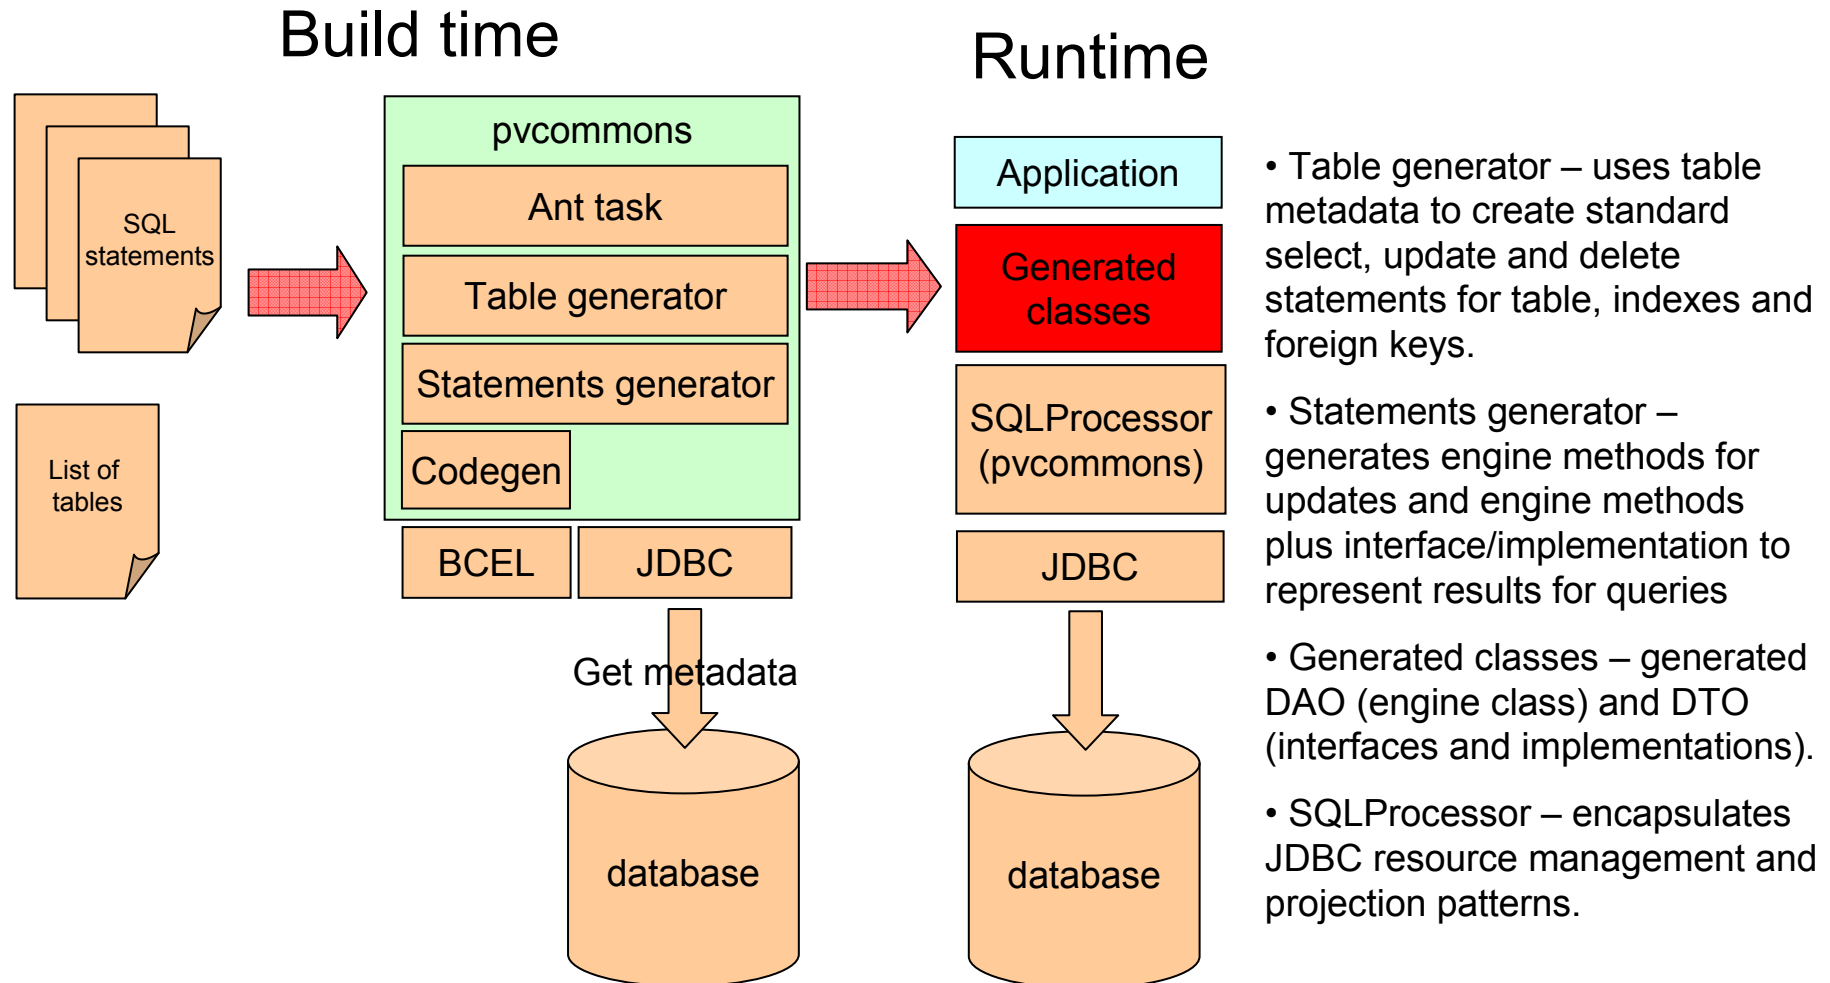 Build time
Runtime
SQL
statements
List of
tables
pvcommons
Ant task
Table generator
Statements generator
Codegen
BCEL
JDBC
Get metadata
database
Application
Generated
classes
SQLProcessor
(pvcommons)
JDBC
database
• Table generator – uses table
metadata to create standard
select, update and delete
statements for table, indexes and
foreign keys.
• Statements generator –
generates engine methods for
updates and engine methods
plus interface/implementation to
represent results for queries
• Generated classes – generated
DAO (engine class) and DTO
(interfaces and implementations).
• SQLProcessor – encapsulates
JDBC resource management and
projection patterns.